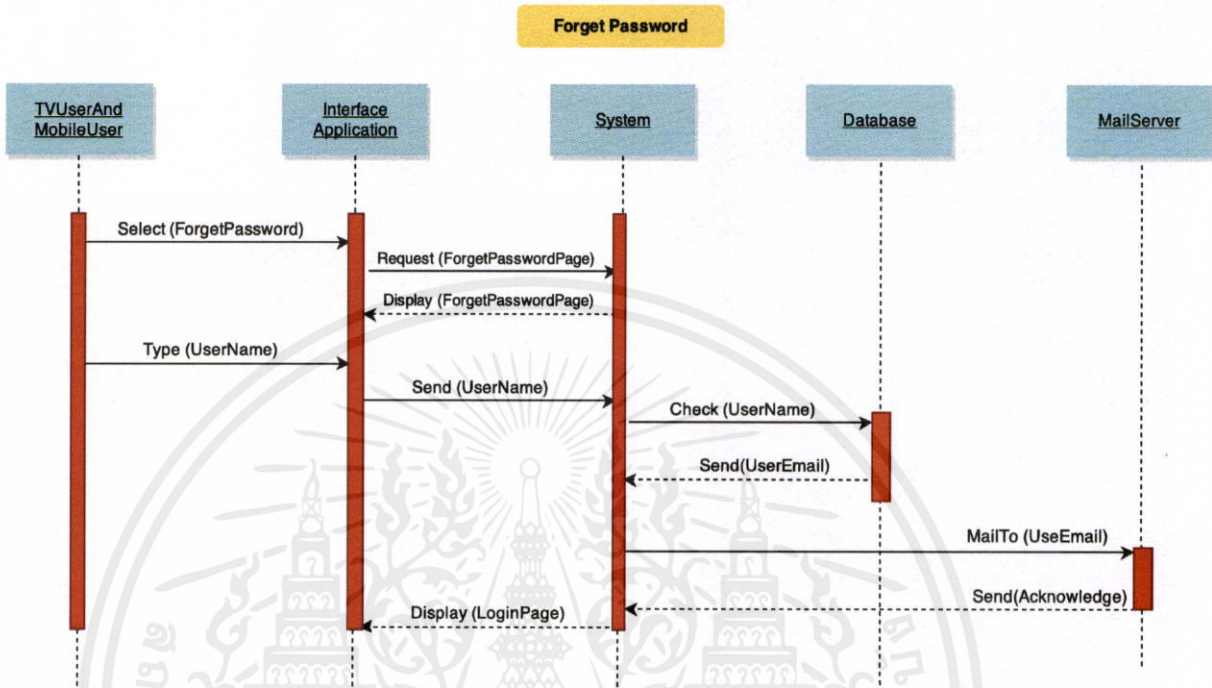 Forget Password
TVUserAnd
MobileUser
Interface
Application
System
Database
MailServer
Select (ForgetPassword)
Request (ForgetPasswordPage)
Display (ForgetPasswordPage)
Type (UserName)
Send (UserName)
Check (UserName)
Send(UserEmail)
MailTo (UseEmail)
Send(Acknowledge)
Display (LoginPage)